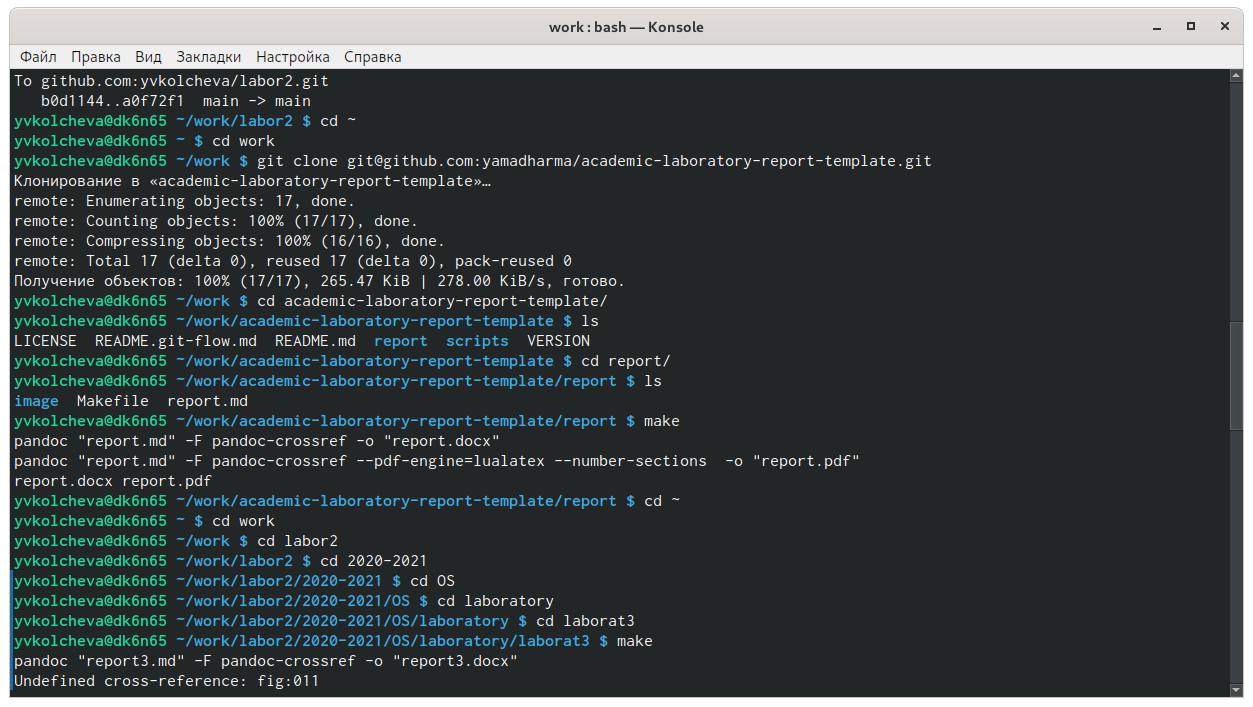 work : bash — Konsole
Файл Правка Вид Закладки Настройка Справка
To github.com:yvkolcheva/labor2.git
   b0d1144..a0f72f1  main -> main
yvkolcheva@dk6n65 ~/work/labor2 $ cd ~
yvkolcheva@dk6n65 ~ $ cd work
yvkolcheva@dk6n65 ~/work $ git clone git@github.com:yamadharma/academic-laboratory-report-template.git
Клонирование в «academic-laboratory-report-template»…
remote: Enumerating objects: 17, done.
remote: Counting objects: 100% (17/17), done.
remote: Compressing objects: 100% (16/16), done.
remote: Total 17 (delta 0), reused 17 (delta 0), pack-reused 0
Получение объектов: 100% (17/17), 265.47 KiB | 278.00 KiB/s, готово.
yvkolcheva@dk6n65 ~/work $ cd academic-laboratory-report-template/
yvkolcheva@dk6n65 ~/work/academic-laboratory-report-template $ ls
LICENSE  README.git-flow.md  README.md  report  scripts  VERSION
yvkolcheva@dk6n65 ~/work/academic-laboratory-report-template $ cd report/
yvkolcheva@dk6n65 ~/work/academic-laboratory-report-template/report $ ls
image  Makefile  report.md
yvkolcheva@dk6n65 ~/work/academic-laboratory-report-template/report $ make
pandoc "report.md" -F pandoc-crossref -o "report.docx"
pandoc "report.md" -F pandoc-crossref --pdf-engine=lualatex --number-sections  -o "report.pdf"
report.docx report.pdf
yvkolcheva@dk6n65 ~/work/academic-laboratory-report-template/report $ cd ~
yvkolcheva@dk6n65 ~ $ cd work
yvkolcheva@dk6n65 ~/work $ cd labor2
yvkolcheva@dk6n65 ~/work/labor2 $ cd 2020-2021
yvkolcheva@dk6n65 ~/work/labor2/2020-2021 $ cd OS
yvkolcheva@dk6n65 ~/work/labor2/2020-2021/OS $ cd laboratory
yvkolcheva@dk6n65 ~/work/labor2/2020-2021/OS/laboratory $ cd laborat3
yvkolcheva@dk6n65 ~/work/labor2/2020-2021/OS/laboratory/laborat3 $ make
pandoc "report3.md" -F pandoc-crossref -o "report3.docx"
Undefined cross-reference: fig:011